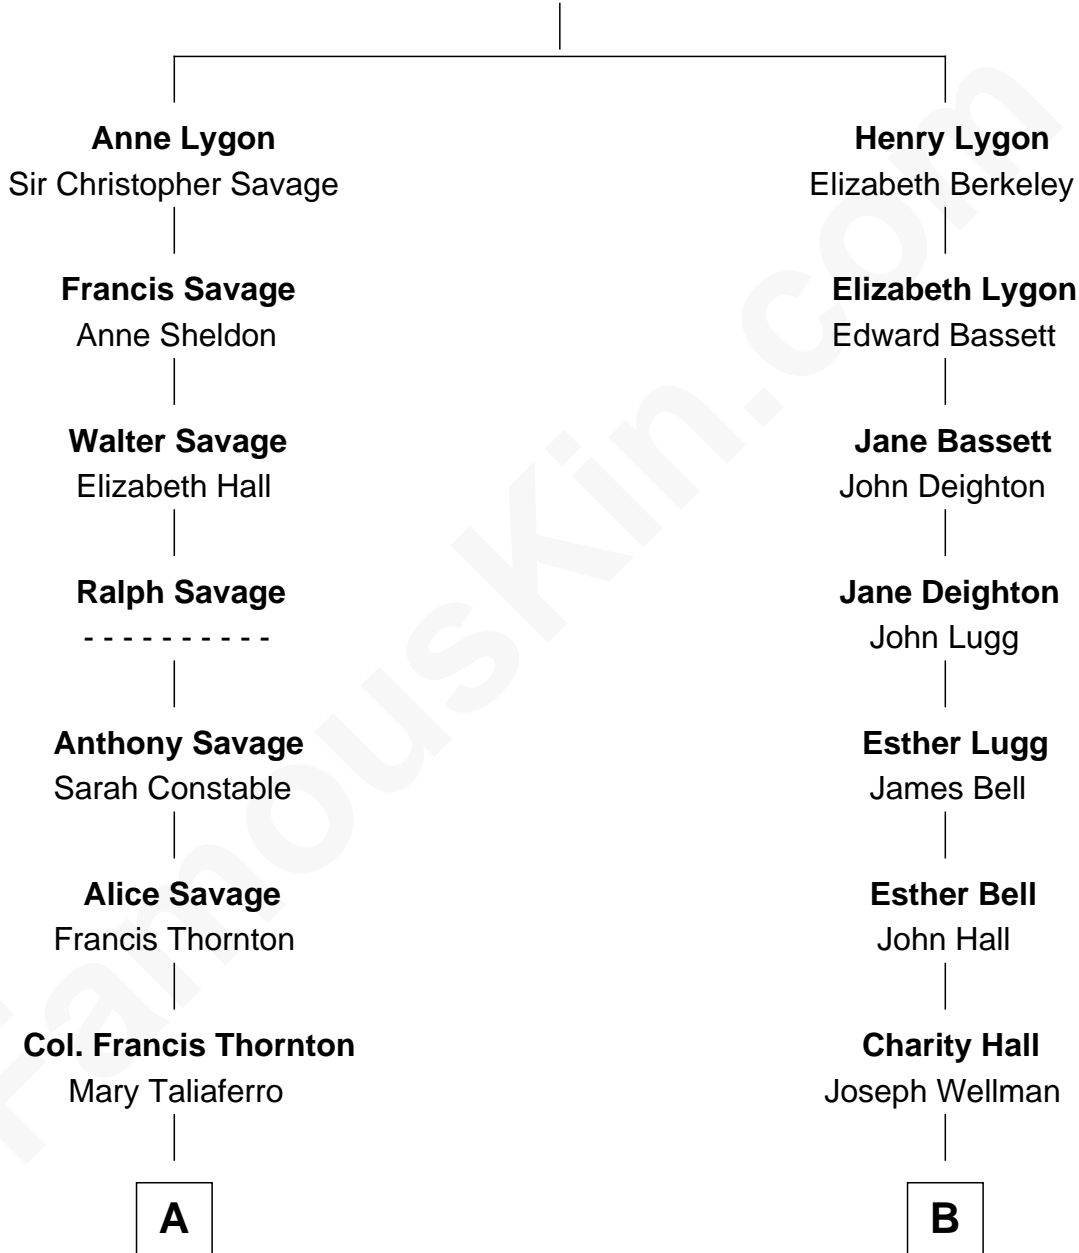 Anne Lygon
Sir Christopher Savage
Francis Savage
Anne Sheldon
Walter Savage
Elizabeth Hall
Ralph Savage
- - - - - - - - - -
Anthony Savage
Sarah Constable
Alice Savage
Francis Thornton
Col. Francis Thornton
Mary Taliaferro
A
Henry Lygon
Elizabeth Berkeley
Elizabeth Lygon
Edward Bassett
Jane Bassett
John Deighton
Jane Deighton
John Lugg
Esther Lugg
James Bell
Esther Bell
John Hall
Charity Hall
Joseph Wellman
B
FamousKin.com